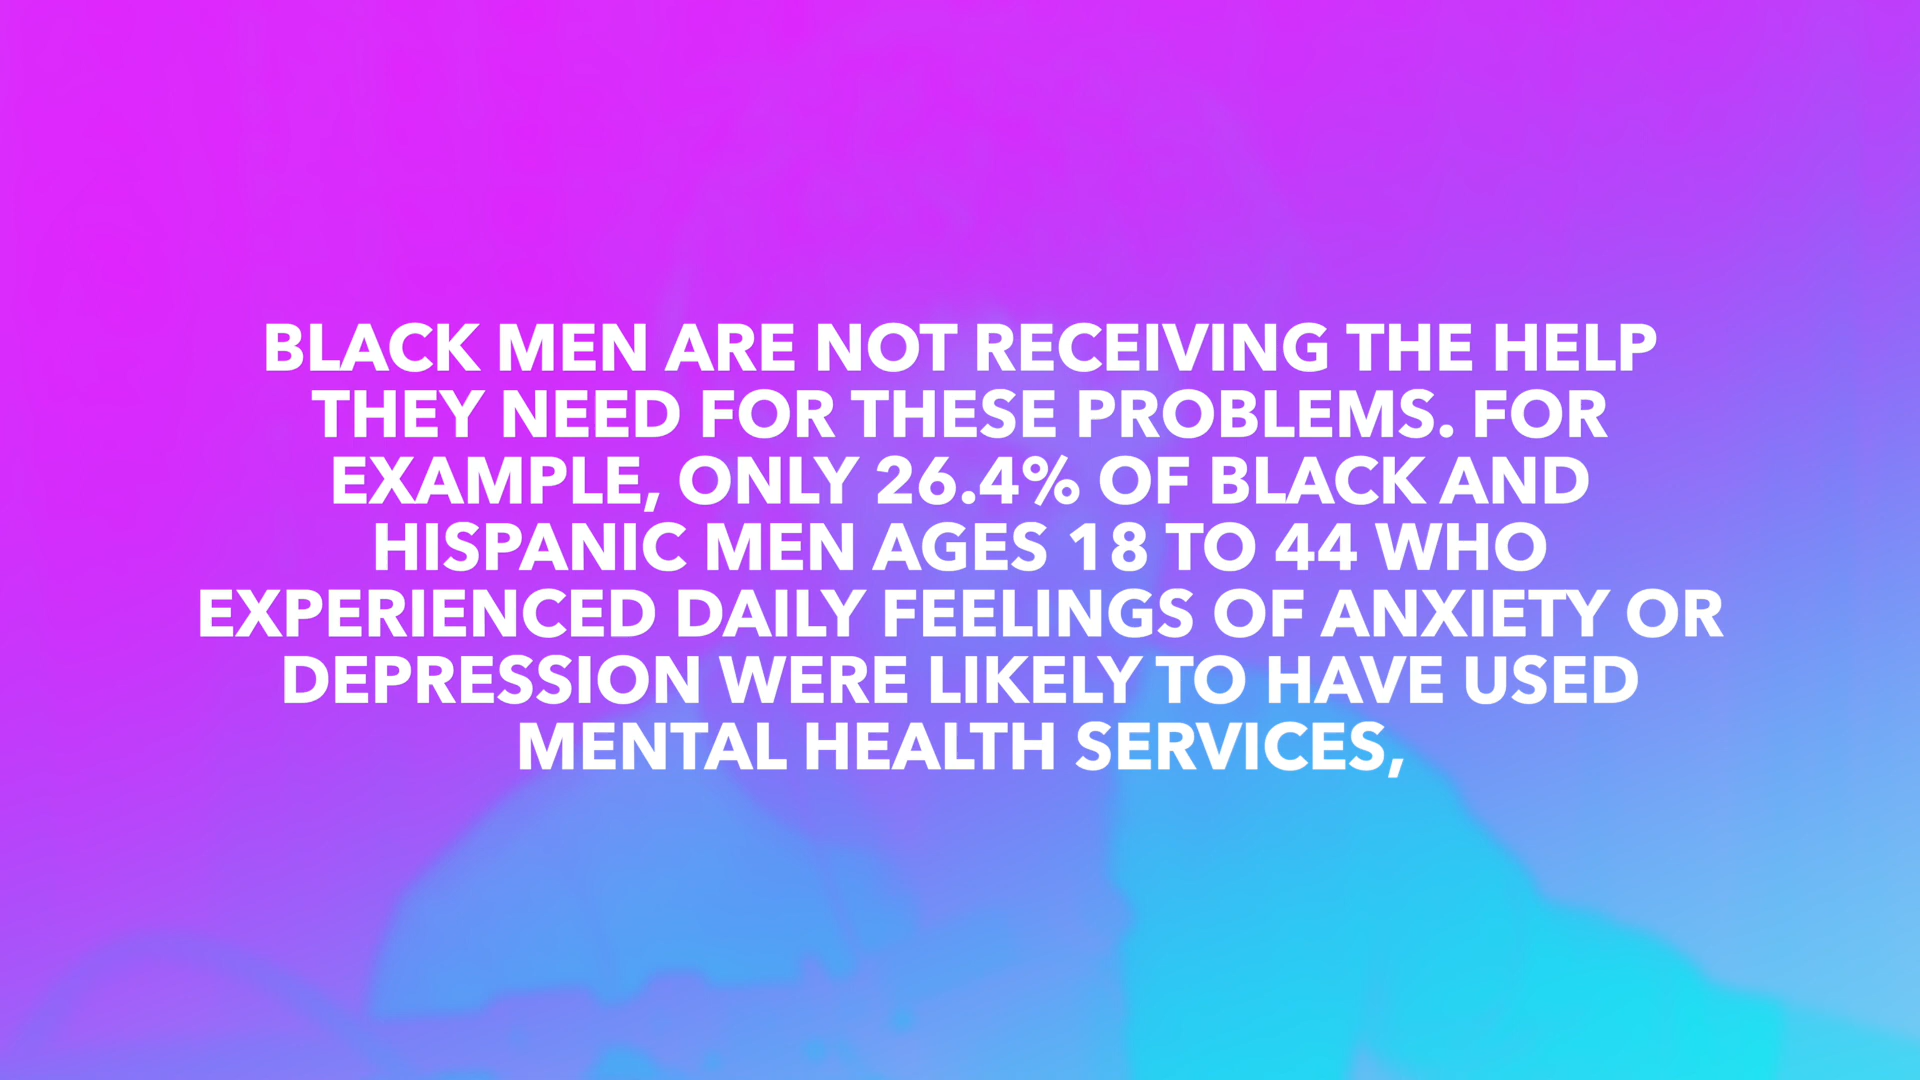 BLACK MEN ARE NOT RECEIVING THE HELP
THEY NEED FOR THESE PROBLEMS. FOR
EXAMPLE, ONLY 26.4% OF BLACK AND
HISPANIC MEN AGES 18 TO 44 WHO
EXPERIENCED DAILY FEELINGS OF ANXIETY OR
DEPRESSION WERE LIKELY TO HAVE USED
MENTAL HEALTH SERVICES,